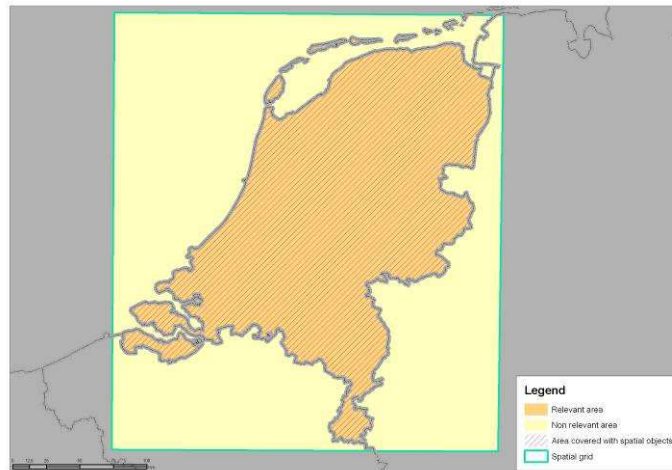 Legend
Relevant area
Non relevant area
Area covered with spatial objects
Spatial grid